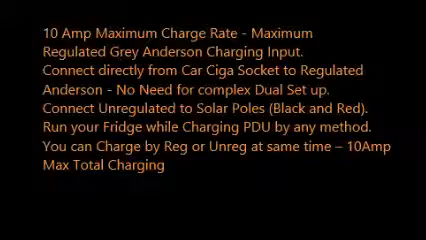 10 Amp Maximum Charge Rate - Maximum
Regulated Grey Anderson Charging Input.
Connect directly from Car Ciga Socket to Regulated
Anderson - No Need for complex Dual Set up.
Connect Unregulated to Solar Poles (Black and Red).
Run your Fridge while Charging PDU by any method.
You can Charge by Reg or Unreg at same time – 10Amp
Max Total Charging